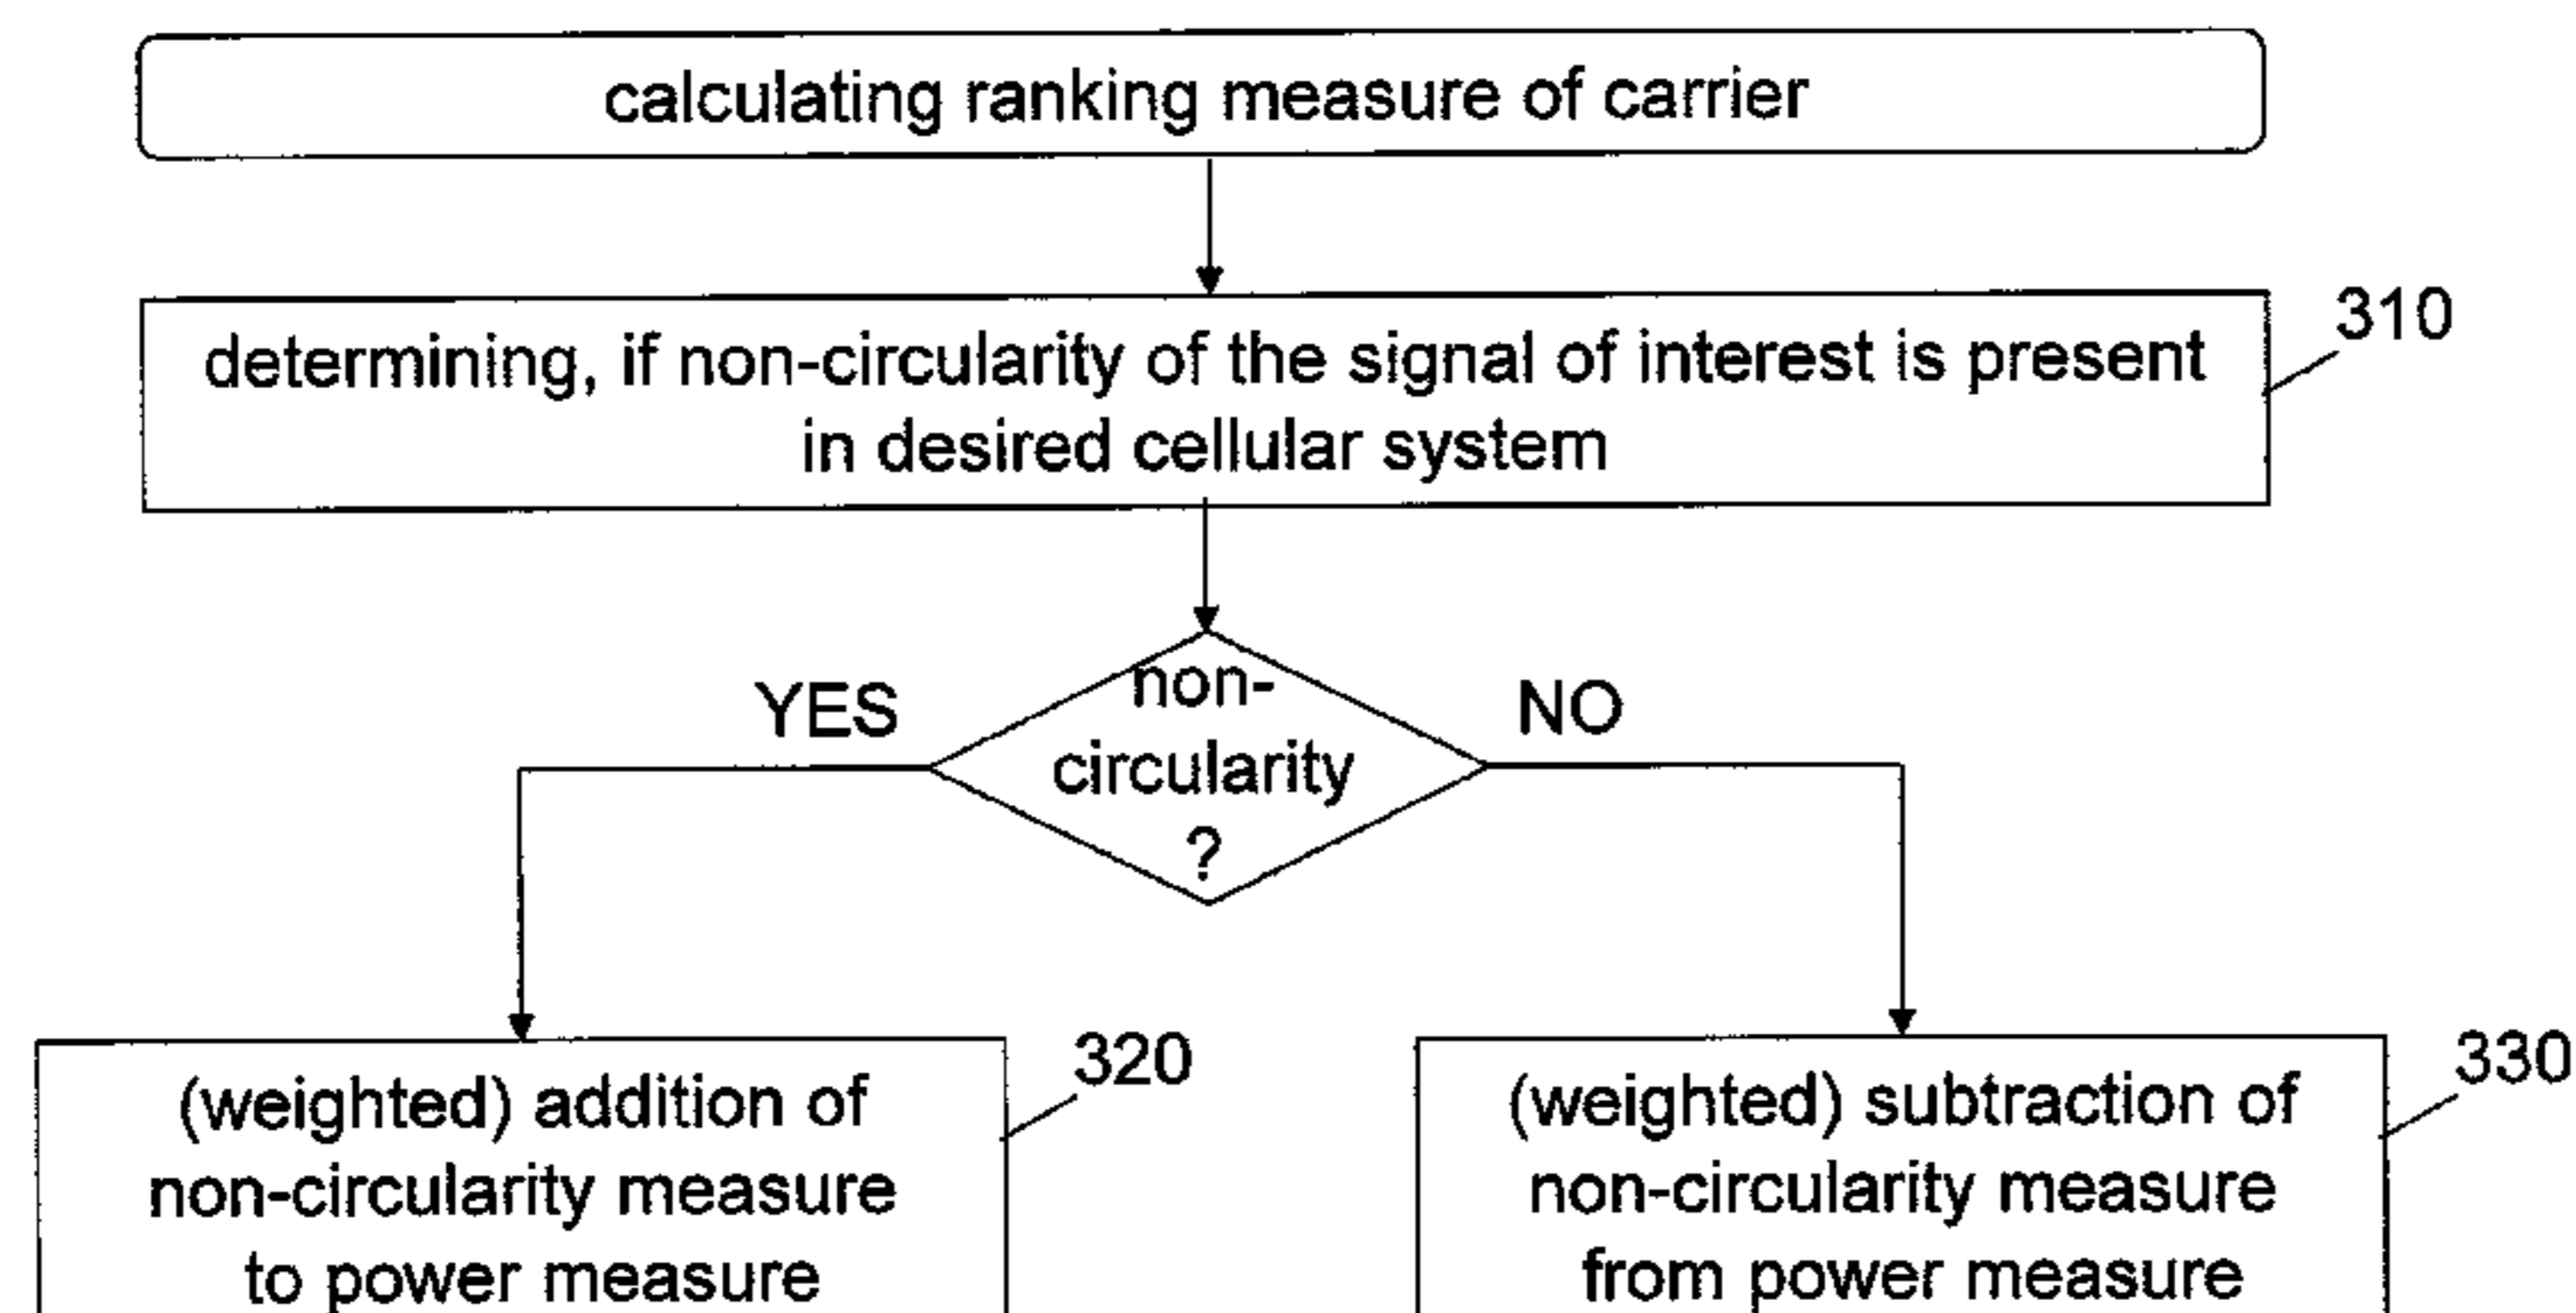 calculating ranking measure of carrier
310
determining, if non-circularity of the signal of interest is present
in desired cellular system
YES
non-
circularity
?
NO
320
(weighted) addition of
non-circularity measure
to power measure
330
(weighted) subtraction of
non-circularity measure
from power measure